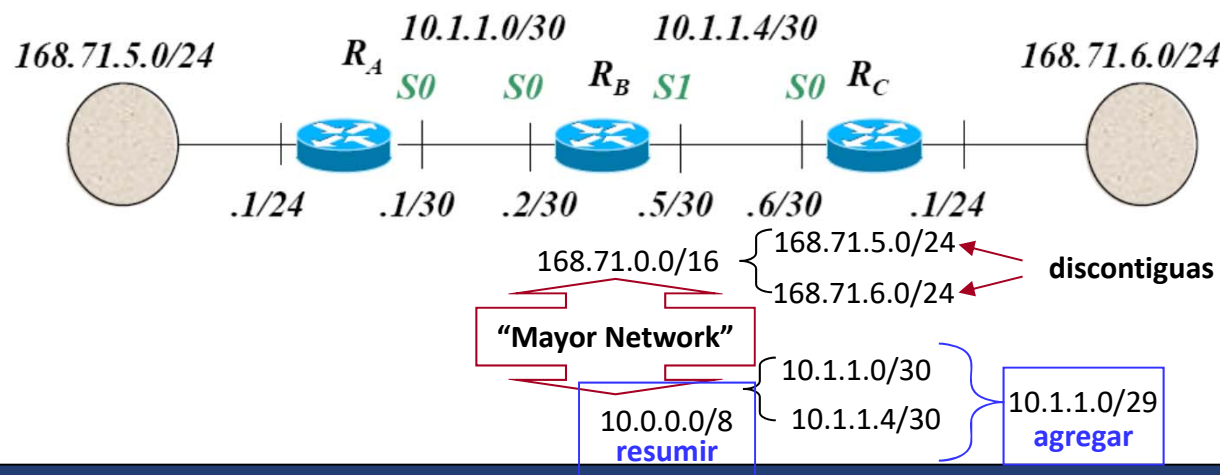 10.1.1.0/30 10.1.1.4/30
168.71.5.0/24 RA RB RC 168.71.6.0/24
S0 S0 S1 S0
.1/24 .1/30 .2/30 .5/30 .6/30 .1/24
168.71.0.0/16 168.71.5.0/24 discontiguas
168.71.6.0/24
“Mayor Network”
10.1.1.0/30
10.0.0.0/8 10.1.1.4/30 10.1.1.0/29
resumir agregar